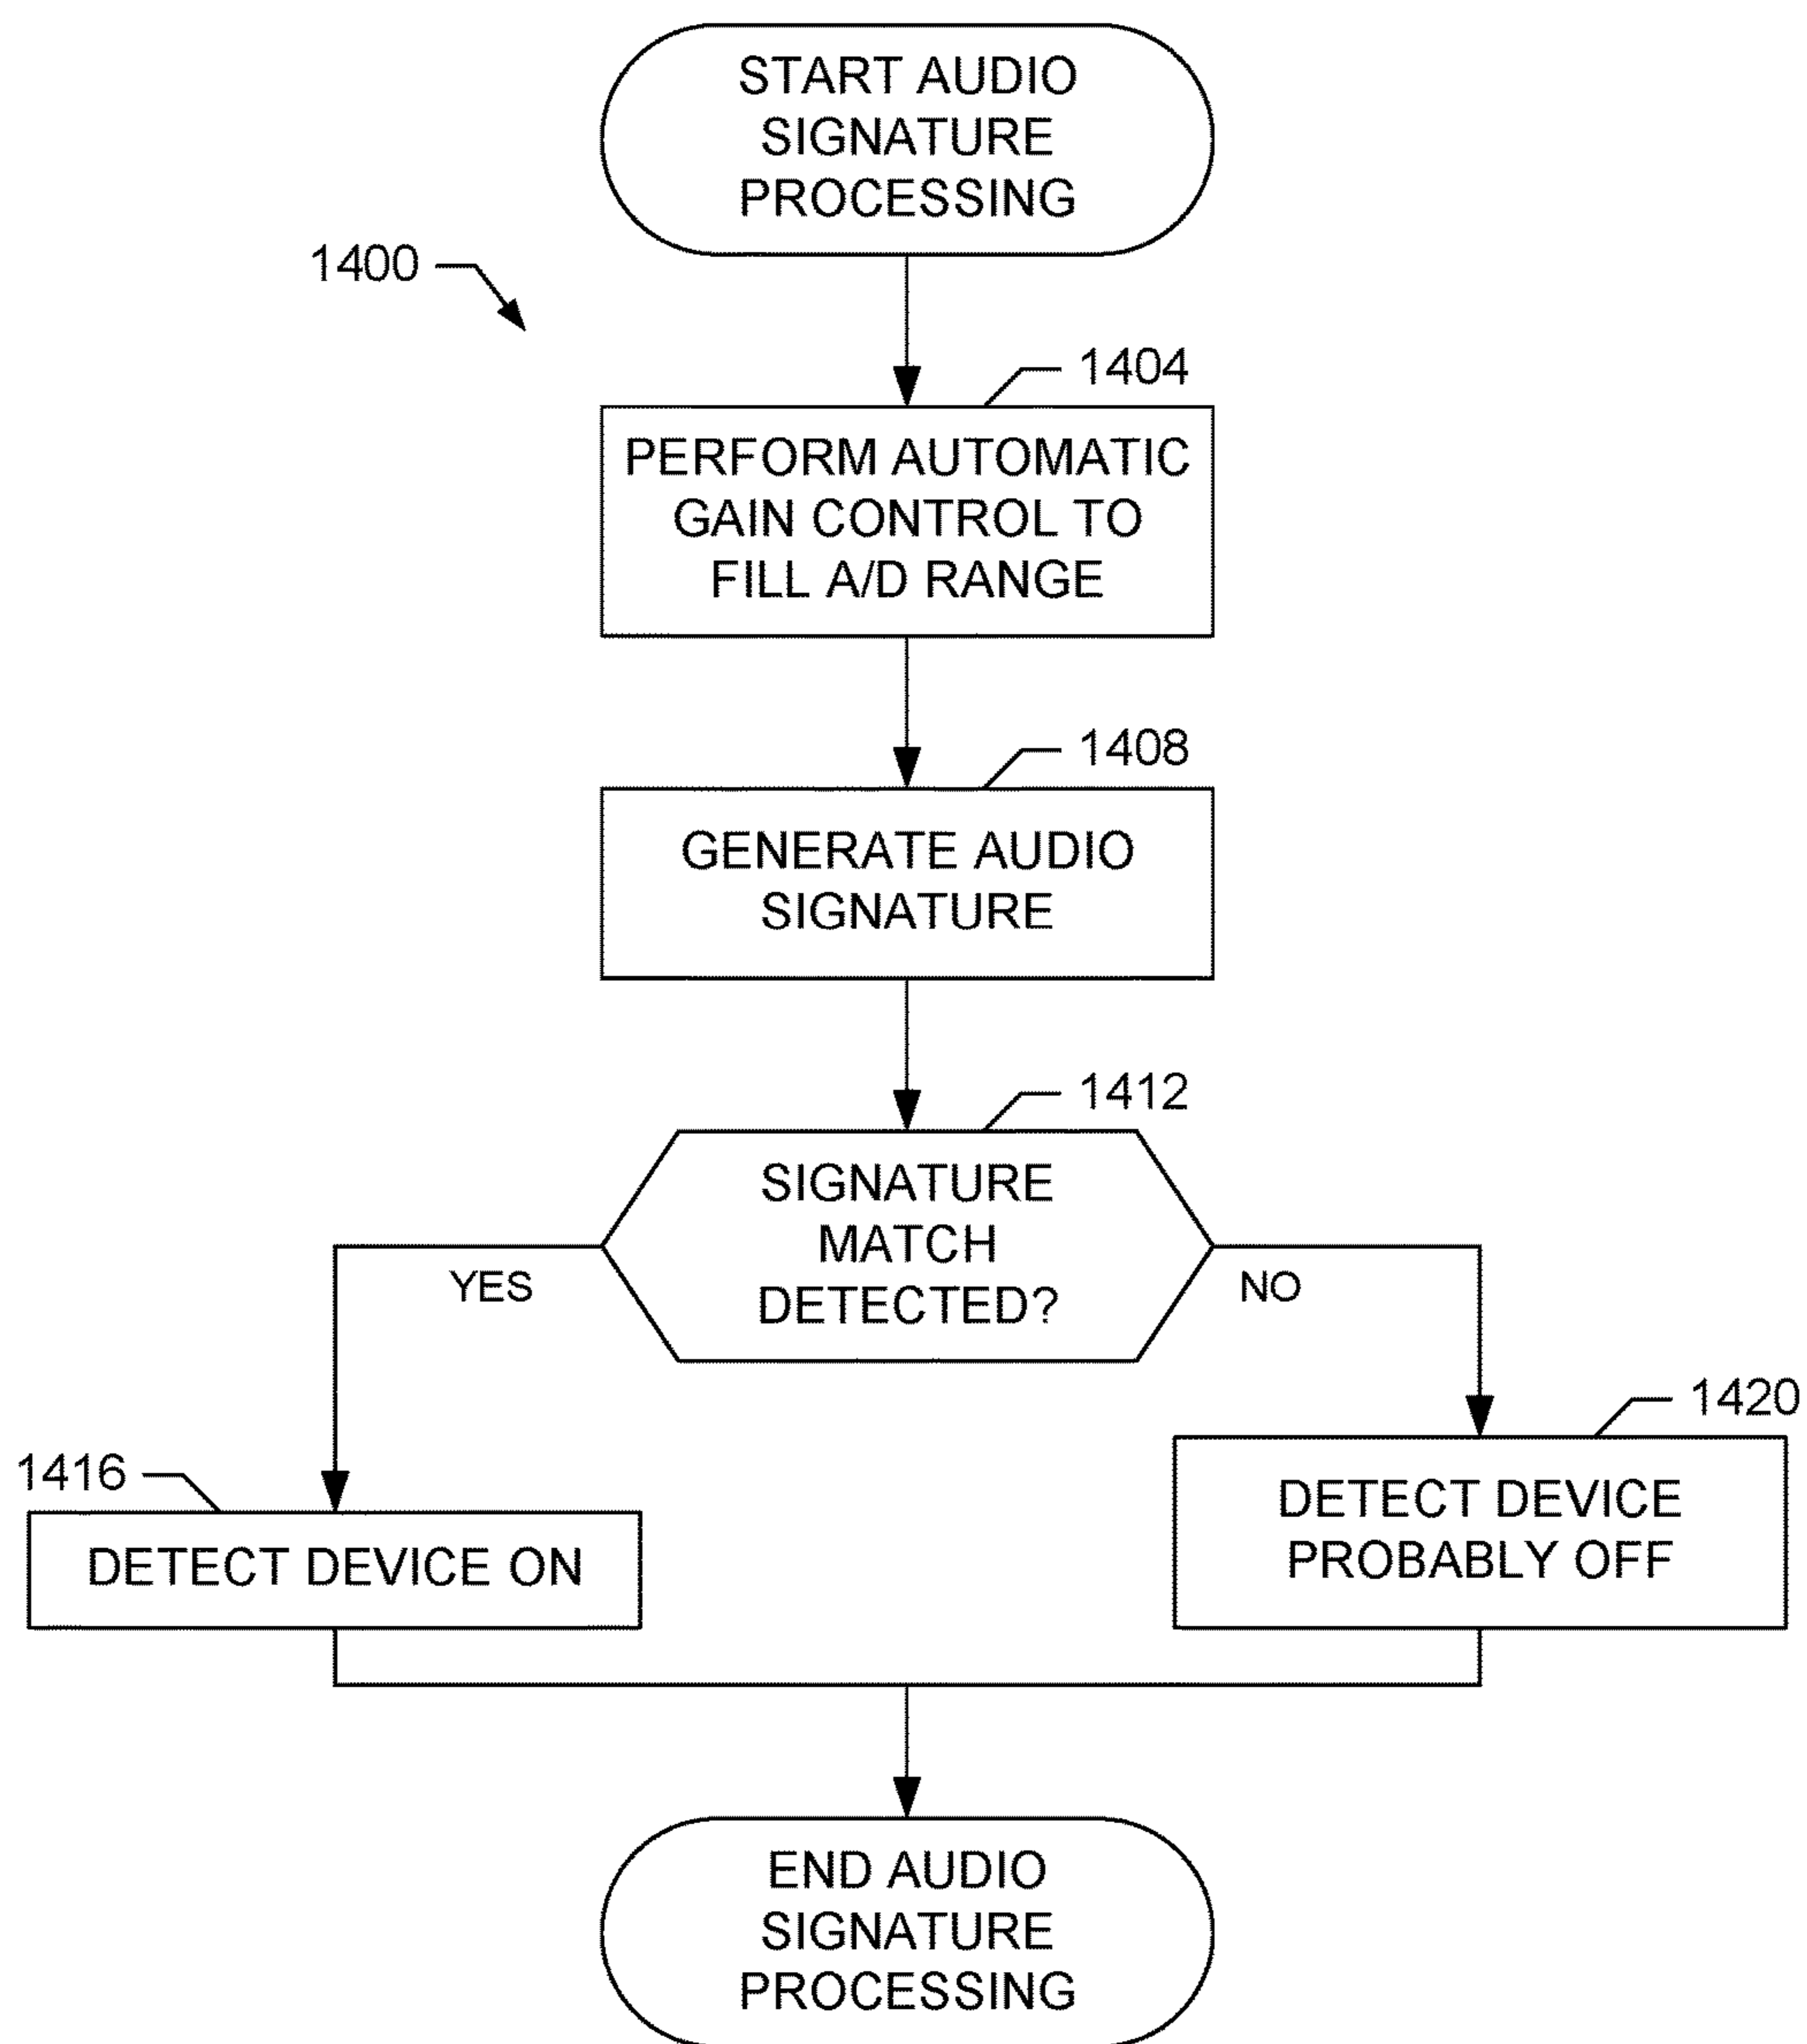 START AUDIO
SIGNATURE
PROCESSING
1400
1404
PERFORM AUTOMATIC
GAIN CONTROL TO
FILL A/D RANGE
1408
GENERATE AUDIO
SIGNATURE
1412
SIGNATURE
MATCH
DETECTED?
YES
NO
1416
DETECT DEVICE ON
1420
DETECT DEVICE
PROBABLY OFF
END AUDIO
SIGNATURE
PROCESSING